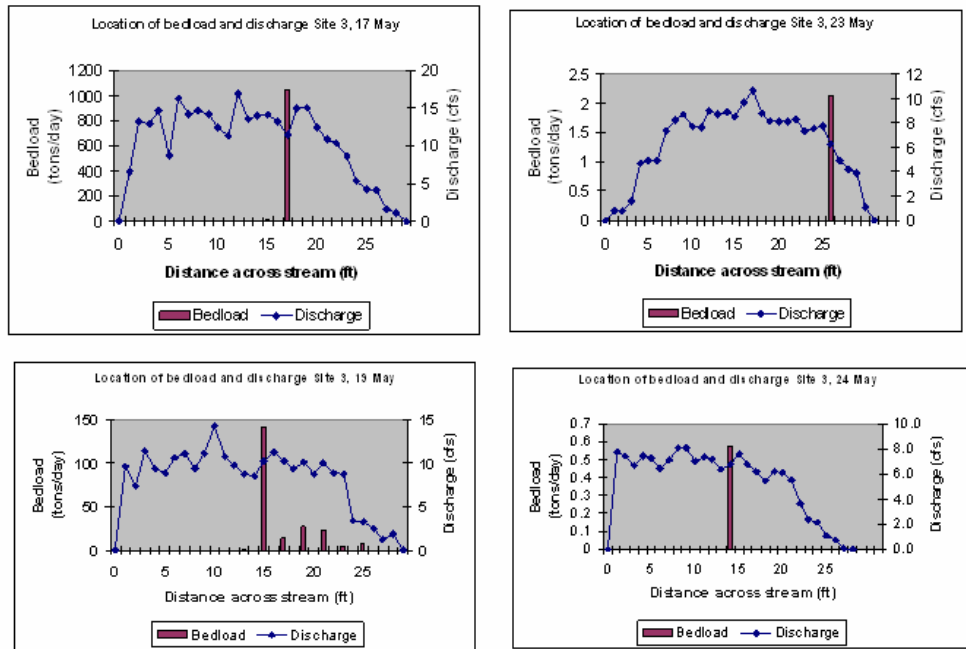 Location of bedload and discharge Site 3, 17 May
1200
1000
800
600
400
200
0
Bedload
(tons/day)
20
15
10
5
0
Discharge (cfs)
0 5 10 15 20 25
Distance across stream (ft)
Bedload Discharge
Location of bedload and discharge Site 3, 23 May
2.5
2
1.5
1
0.5
0
Bedload
(tons/day)
12
10
8
6
4
2
0
Discharge (cfs)
0 5 10 15 20 25
Distance across stream (ft)
Bedload Discharge
Location of bedload and discharge Site 3, 19 May
150
100
50
0
Bedload
(tons/day)
15
10
5
0
Discharge (cfs)
0 5 10 15 20 25
Distance across stream (ft)
Bedload Discharge
Location of bedload and discharge Site 3, 24 May
0.7
0.6
0.5
0.4
0.3
0.2
0.1
0
Bedload
(tons/day)
10.0
8.0
6.0
4.0
2.0
0.0
Discharge (cfs)
0 5 10 15 20 25
Distance across stream (ft)
Bedload Discharge